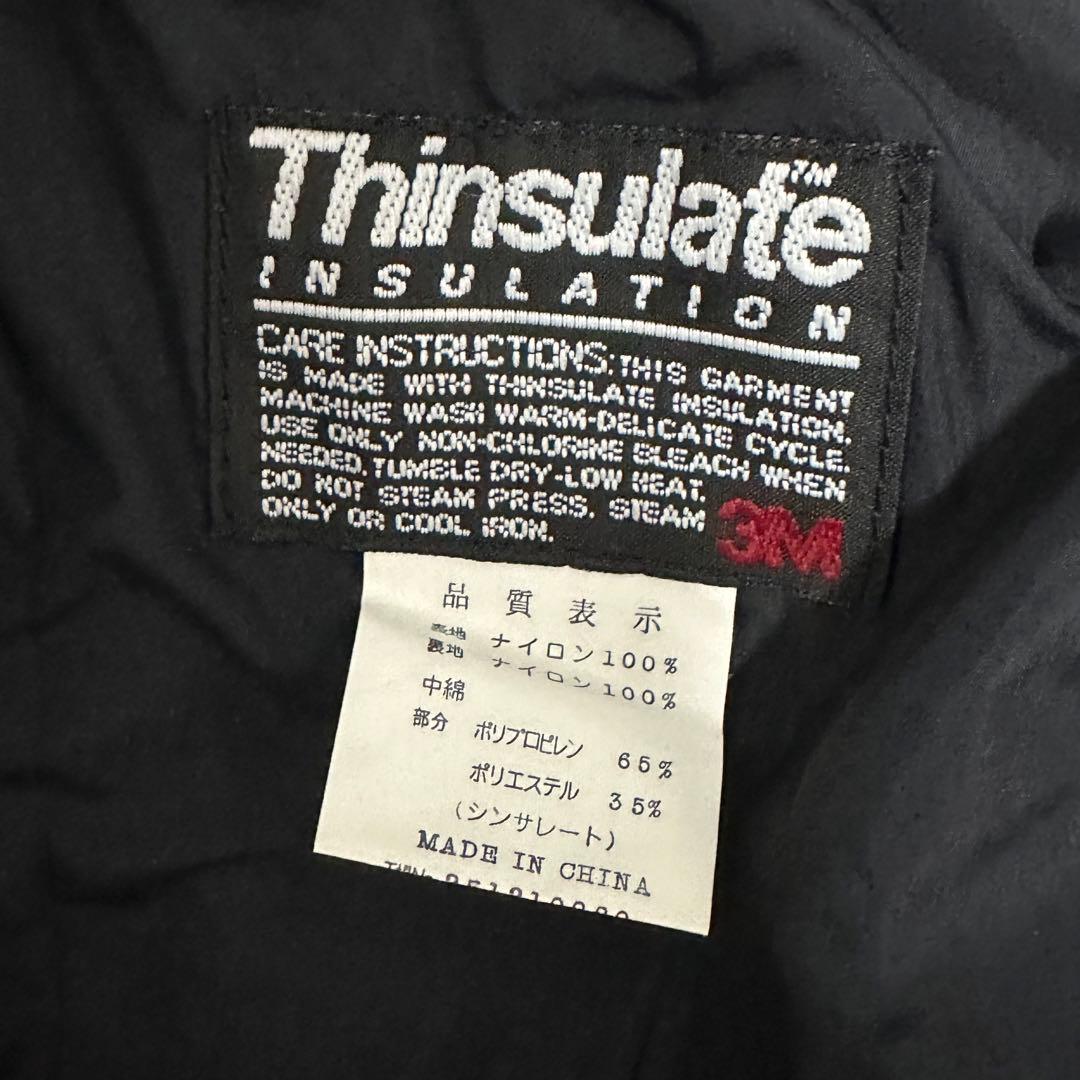 Thinsulate™
INSULATION
CARE INSTRUCTIONS: THIS GARMENT
IS MADE WITH THINSULATE INSULATION.
MACHINE WASH WARM-DELICATE CYCLE.
USE ONLY NON-CHLORINE BLEACH WHEN
NEEDED. TUMBLE DRY-LOW HEAT.
DO NOT STEAM PRESS. STEAM
ONLY OR COOL IRON.
3M
品質表示
表地 ナイロン100%
裏地 ナイロン100%
中綿
部分 ポリプロピレン 65%
ポリエステル 35%
(シンサレート)
MADE IN CHINA